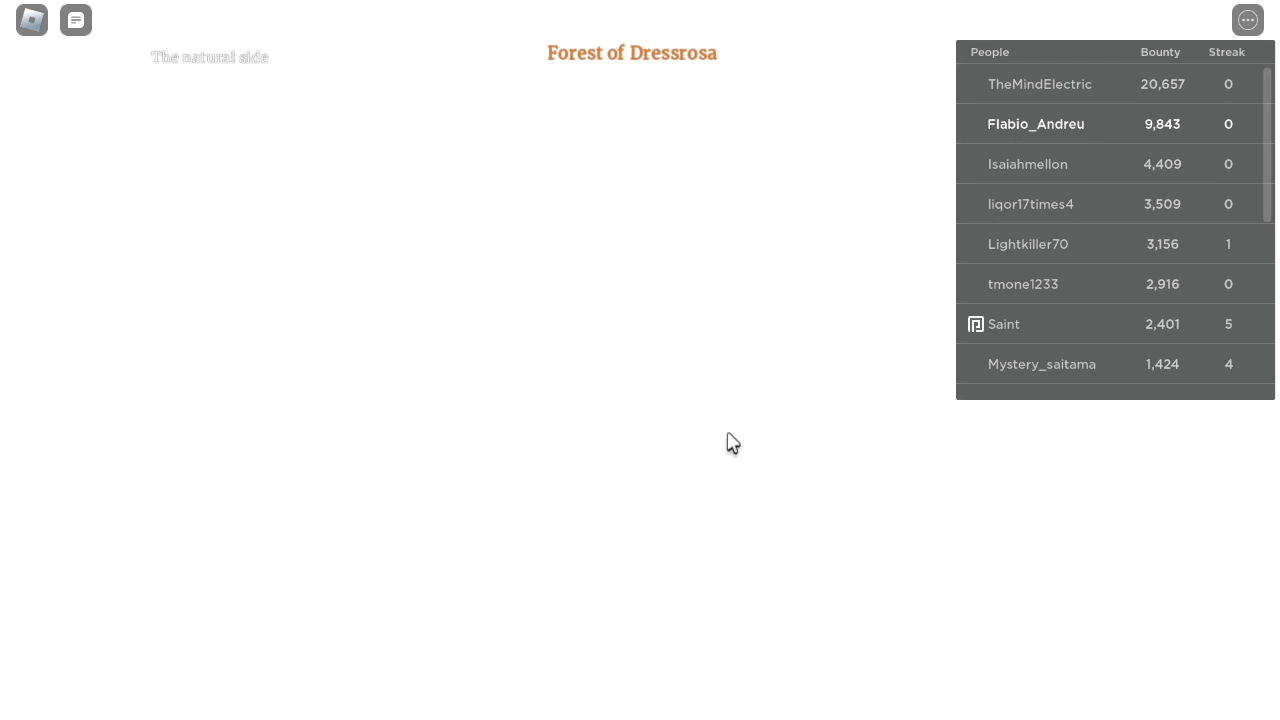 The natural side
Forest of Dressrosa
People Bounty Streak
TheMindElectric 20,657 0
Flabio_Andreu 9,843 0
Isaiahmellon 4,409 0
liqor17times4 3,509 0
Lightkiller70 3,156 1
tmone1233 2,916 0
Saint 2,401 5
Mystery_saitama 1,424 4